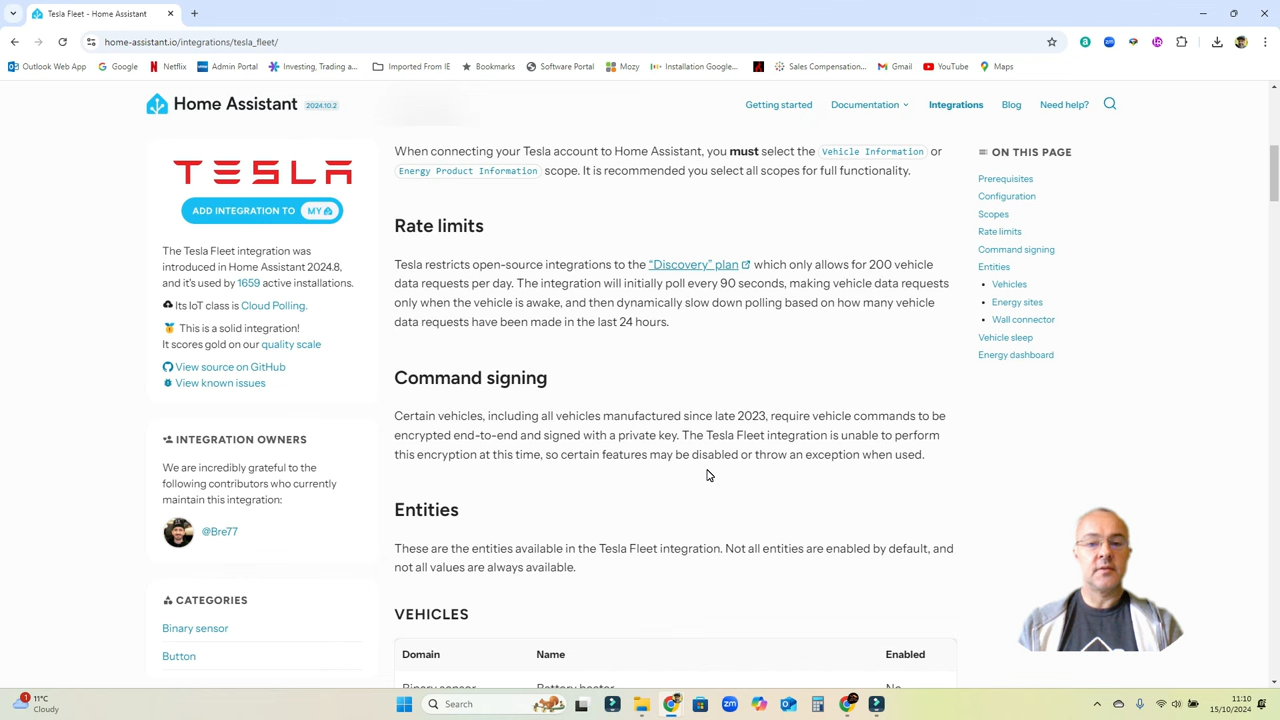 Tesla Fleet - Home Assistant
home-assistant.io/integrations/tesla_fleet/
Outlook Web App
Google
Netflix
Admin Portal
Investing, Trading a...
Imported From IE
Bookmarks
Software Portal
Mozy
Installation Google...
Sales Compensation...
Gmail
YouTube
Maps
Home Assistant 2024.10.2
Getting started
Documentation
Integrations
Blog
Need help?
TESLA
ADD INTEGRATION TO MY
The Tesla Fleet integration was
introduced in Home Assistant 2024.8,
and it's used by 1659 active installations.
Its IoT class is Cloud Polling.
This is a solid integration!
It scores gold on our quality scale
View source on GitHub
View known issues
INTEGRATION OWNERS
We are incredibly grateful to the
following contributors who currently
maintain this integration:
@Bre77
CATEGORIES
Binary sensor
Button
When connecting your Tesla account to Home Assistant, you must select the Vehicle Information or
Energy Product Information scope. It is recommended you select all scopes for full functionality.
Rate limits
Tesla restricts open-source integrations to the “Discovery” plan which only allows for 200 vehicle
data requests per day. The integration will initially poll every 90 seconds, making vehicle data requests
only when the vehicle is awake, and then dynamically slow down polling based on how many vehicle
data requests have been made in the last 24 hours.
Command signing
Certain vehicles, including all vehicles manufactured since late 2023, require vehicle commands to be
encrypted end-to-end and signed with a private key. The Tesla Fleet integration is unable to perform
this encryption at this time, so certain features may be disabled or throw an exception when used.
Entities
These are the entities available in the Tesla Fleet integration. Not all entities are enabled by default, and
not all values are always available.
VEHICLES
Domain Name Enabled
Binary sensor Battery heater No
ON THIS PAGE
Prerequisites
Configuration
Scopes
Rate limits
Command signing
Entities
Vehicles
Energy sites
Wall connector
Vehicle sleep
Energy dashboard
1
11°C
Cloudy
Search
11:10
15/10/2024